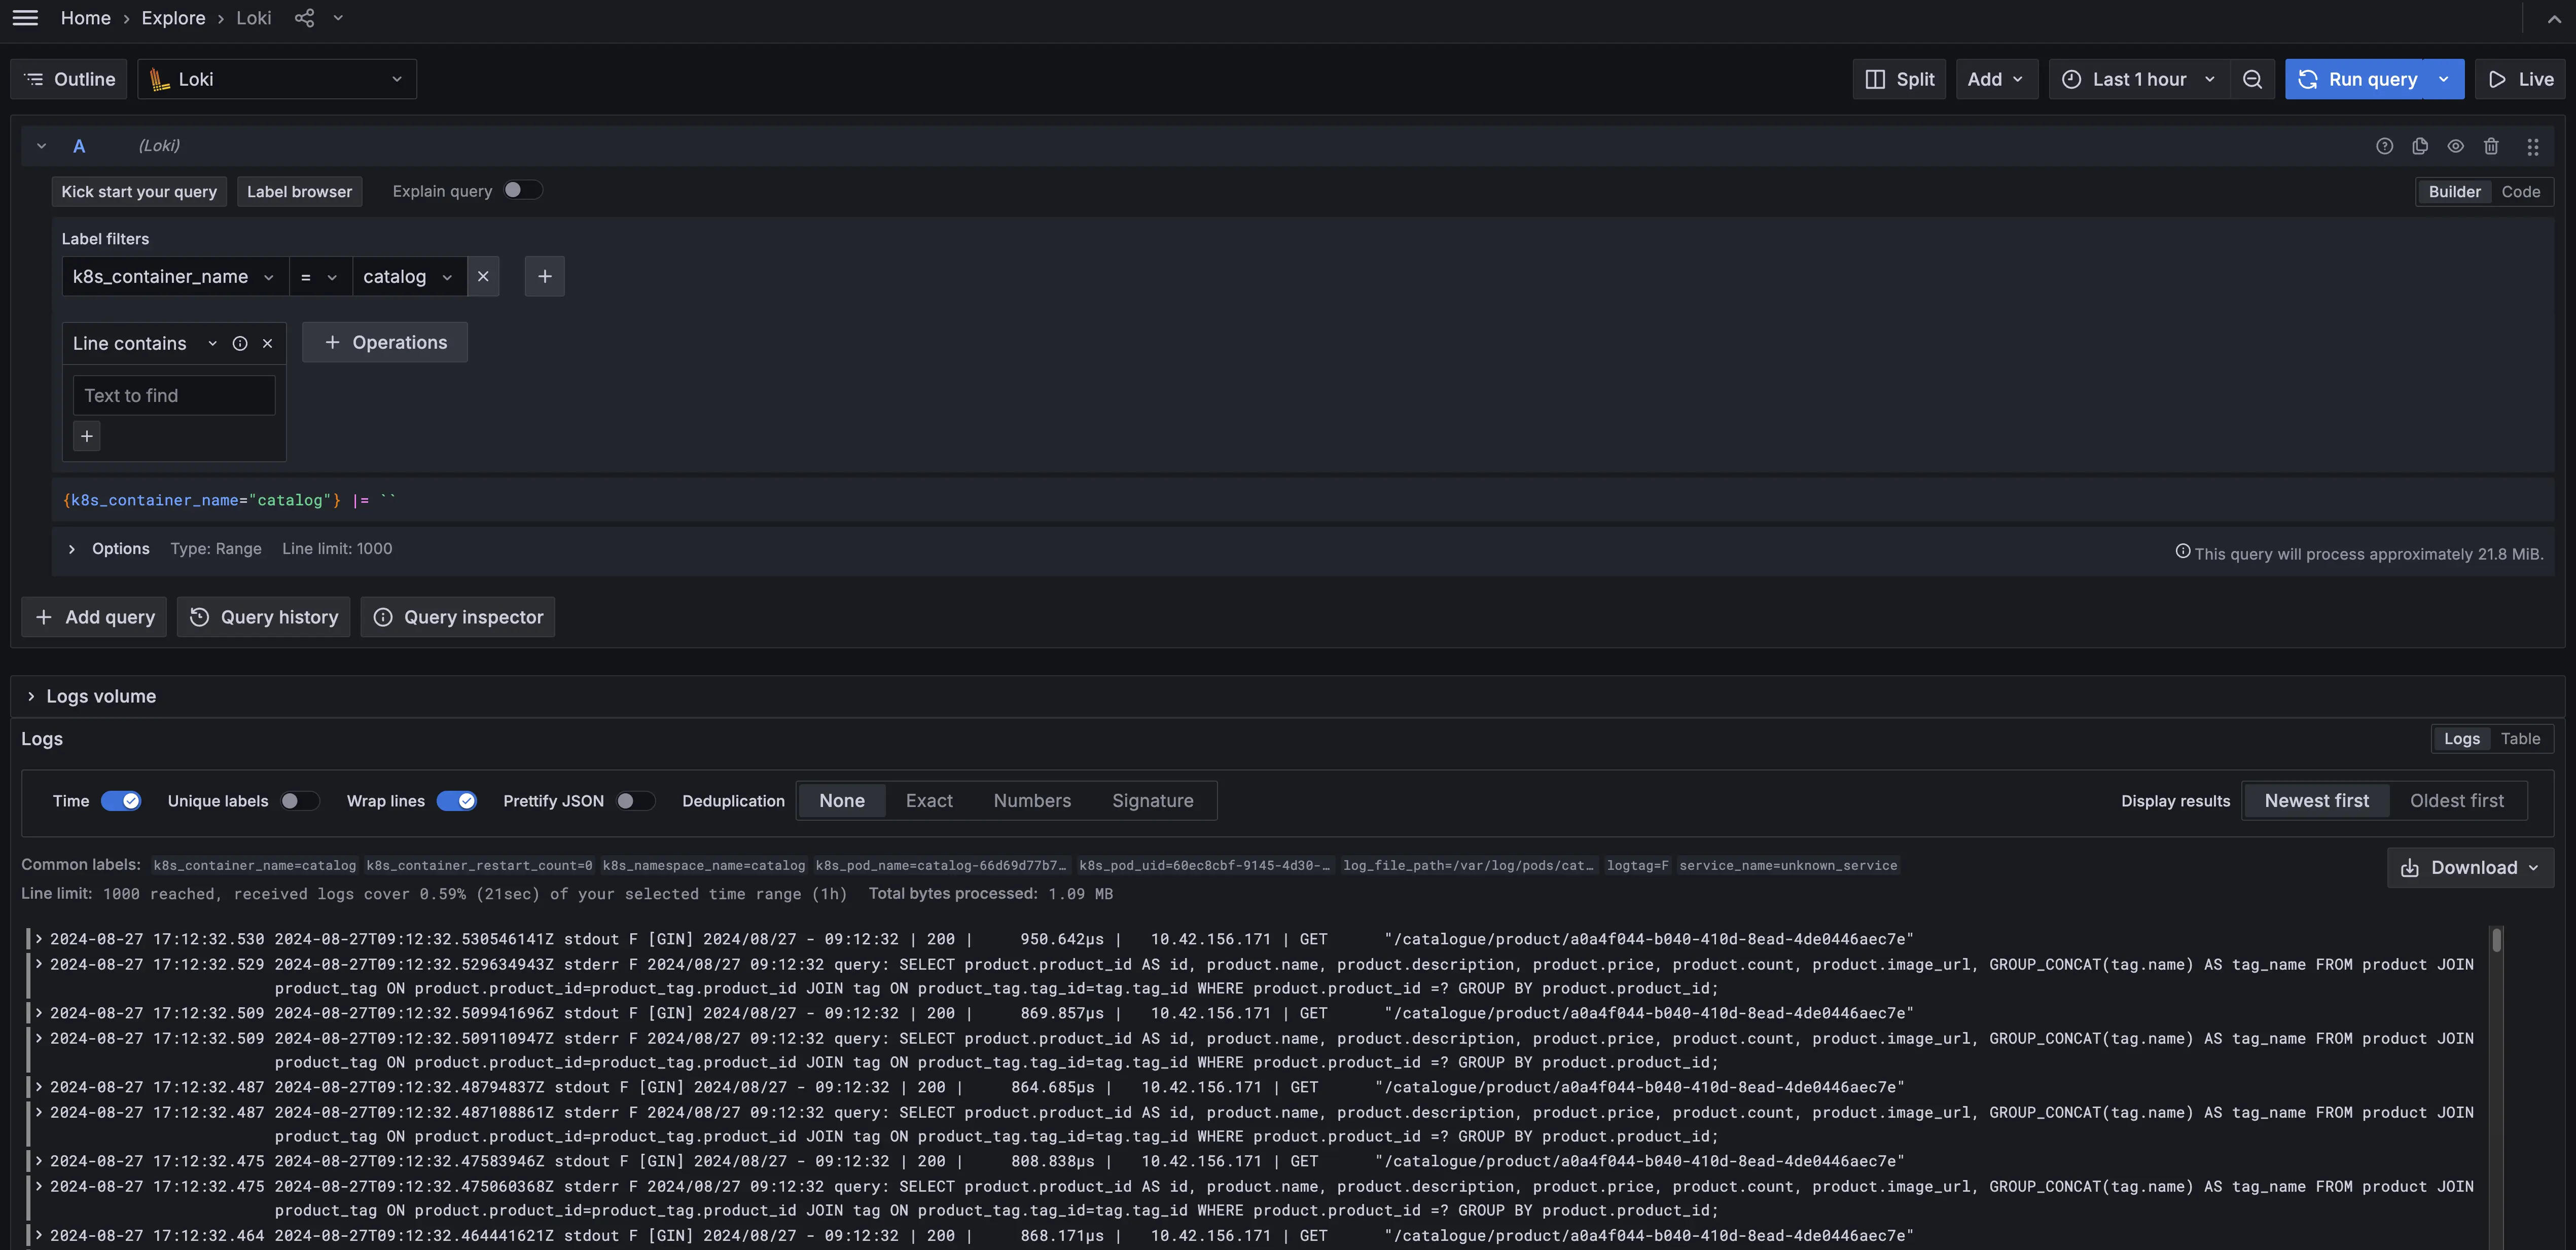 Home › Explore › Loki
Outline Loki Split Add Last 1 hour Run query Live
A (Loki)
Kick start your query Label browser Explain query Builder Code
Label filters
k8s_container_name = catalog
Line contains + Operations
Text to find
+
{k8s_container_name="catalog"} |= ``
Options Type: Range Line limit: 1000 This query will process approximately 21.8 MiB.
+ Add query Query history Query inspector
Logs volume
Logs Logs Table
Time Unique labels Wrap lines Prettify JSON Deduplication None Exact Numbers Signature Display results Newest first Oldest first
Common labels: k8s_container_name=catalog k8s_container_restart_count=0 k8s_namespace_name=catalog k8s_pod_name=catalog-66d69d77b7… k8s_pod_uid=60ec8cbf-9145-4d30-… log_file_path=/var/log/pods/cat… logtag=F service_name=unknown_service Download
Line limit: 1000 reached, received logs cover 0.59% (21sec) of your selected time range (1h) Total bytes processed: 1.09 MB
2024-08-27 17:12:32.530 2024-08-27T09:12:32.530546141Z stdout F [GIN] 2024/08/27 - 09:12:32 | 200 | 950.642µs | 10.42.156.171 | GET "/catalogue/product/a0a4f044-b040-410d-8ead-4de0446aec7e"
2024-08-27 17:12:32.529 2024-08-27T09:12:32.529634943Z stderr F 2024/08/27 09:12:32 query: SELECT product.product_id AS id, product.name, product.description, product.price, product.count, product.image_url, GROUP_CONCAT(tag.name) AS tag_name FROM product JOIN
product_tag ON product.product_id=product_tag.product_id JOIN tag ON product_tag.tag_id=tag.tag_id WHERE product.product_id =? GROUP BY product.product_id;
2024-08-27 17:12:32.509 2024-08-27T09:12:32.509941696Z stdout F [GIN] 2024/08/27 - 09:12:32 | 200 | 869.857µs | 10.42.156.171 | GET "/catalogue/product/a0a4f044-b040-410d-8ead-4de0446aec7e"
2024-08-27 17:12:32.509 2024-08-27T09:12:32.509110947Z stderr F 2024/08/27 09:12:32 query: SELECT product.product_id AS id, product.name, product.description, product.price, product.count, product.image_url, GROUP_CONCAT(tag.name) AS tag_name FROM product JOIN
product_tag ON product.product_id=product_tag.product_id JOIN tag ON product_tag.tag_id=tag.tag_id WHERE product.product_id =? GROUP BY product.product_id;
2024-08-27 17:12:32.487 2024-08-27T09:12:32.48794837Z stdout F [GIN] 2024/08/27 - 09:12:32 | 200 | 864.685µs | 10.42.156.171 | GET "/catalogue/product/a0a4f044-b040-410d-8ead-4de0446aec7e"
2024-08-27 17:12:32.487 2024-08-27T09:12:32.487108861Z stderr F 2024/08/27 09:12:32 query: SELECT product.product_id AS id, product.name, product.description, product.price, product.count, product.image_url, GROUP_CONCAT(tag.name) AS tag_name FROM product JOIN
product_tag ON product.product_id=product_tag.product_id JOIN tag ON product_tag.tag_id=tag.tag_id WHERE product.product_id =? GROUP BY product.product_id;
2024-08-27 17:12:32.475 2024-08-27T09:12:32.47583946Z stdout F [GIN] 2024/08/27 - 09:12:32 | 200 | 808.838µs | 10.42.156.171 | GET "/catalogue/product/a0a4f044-b040-410d-8ead-4de0446aec7e"
2024-08-27 17:12:32.475 2024-08-27T09:12:32.475060368Z stderr F 2024/08/27 09:12:32 query: SELECT product.product_id AS id, product.name, product.description, product.price, product.count, product.image_url, GROUP_CONCAT(tag.name) AS tag_name FROM product JOIN
product_tag ON product.product_id=product_tag.product_id JOIN tag ON product_tag.tag_id=tag.tag_id WHERE product.product_id =? GROUP BY product.product_id;
2024-08-27 17:12:32.464 2024-08-27T09:12:32.464441621Z stdout F [GIN] 2024/08/27 - 09:12:32 | 200 | 868.171µs | 10.42.156.171 | GET "/catalogue/product/a0a4f044-b040-410d-8ead-4de0446aec7e"